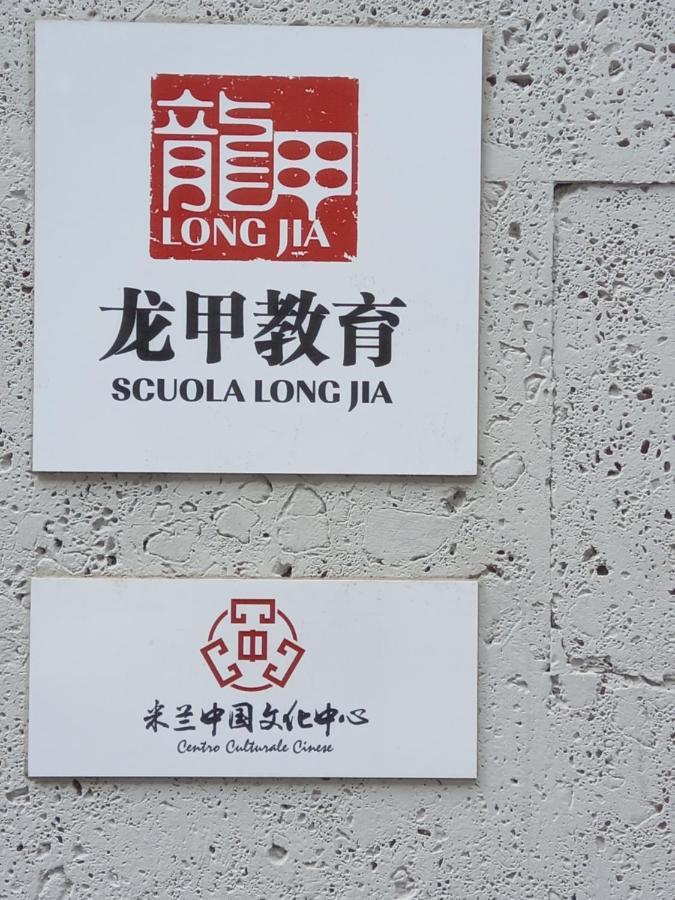 龍甲
LONG JIA
龙甲教育
SCUOLA LONG JIA
中
米兰中国文化中心
Centro Culturale Cinese